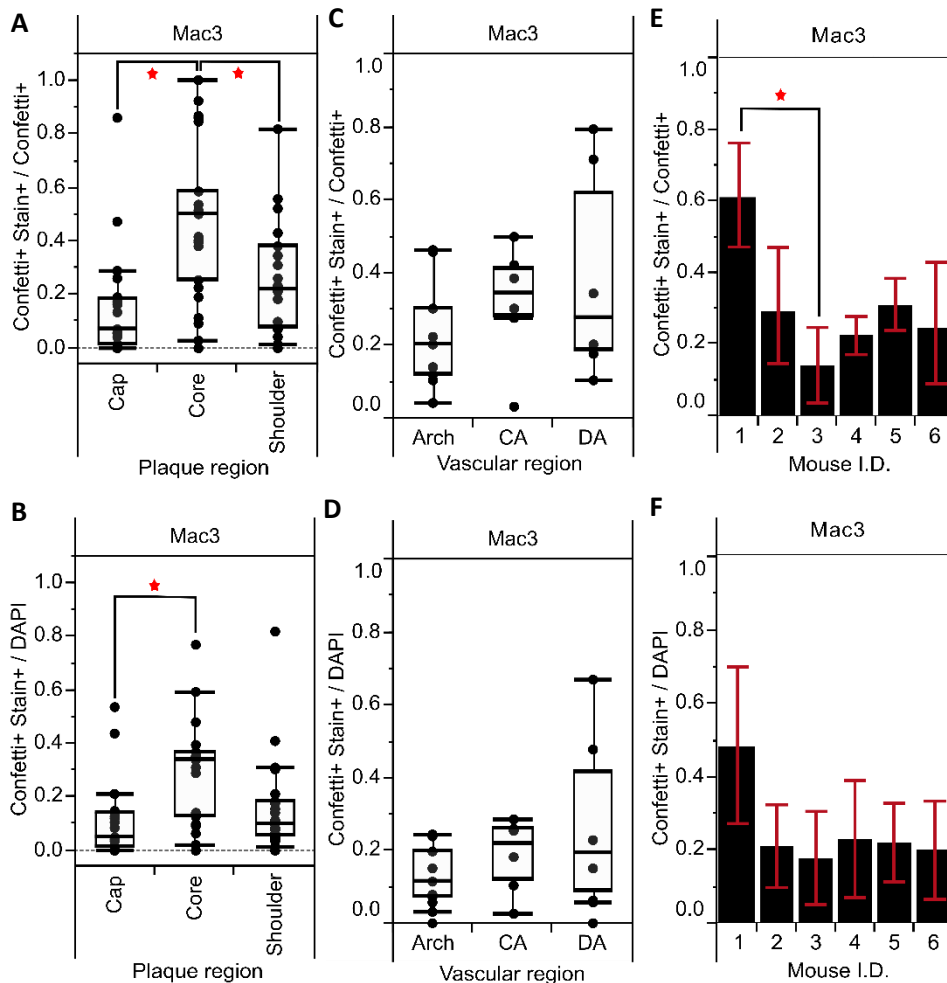 A
Mac3
Confetti+ Stain+ / Confetti+
1.0
0.8
0.6
0.4
0.2
0.0
Cap
Core
Shoulder
Plaque region
C
Mac3
Confetti+ Stain+ / Confetti+
1.0
0.8
0.6
0.4
0.2
0.0
Arch CA DA
Vascular region
E
Mac3
Confetti+ Stain+ / Confetti+
1.0
0.8
0.6
0.4
0.2
0.0
1 2 3 4 5 6
Mouse I.D.
B
Mac3
Confetti+ Stain+ / DAPI
1.0
0.8
0.6
0.4
0.2
0.0
Cap
Core
Shoulder
Plaque region
D
Mac3
Confetti+ Stain+ / DAPI
1.0
0.8
0.6
0.4
0.2
0.0
Arch CA DA
Vascular region
F
Mac3
Confetti+ Stain+ / DAPI
1.0
0.8
0.6
0.4
0.2
0.0
1 2 3 4 5 6
Mouse I.D.